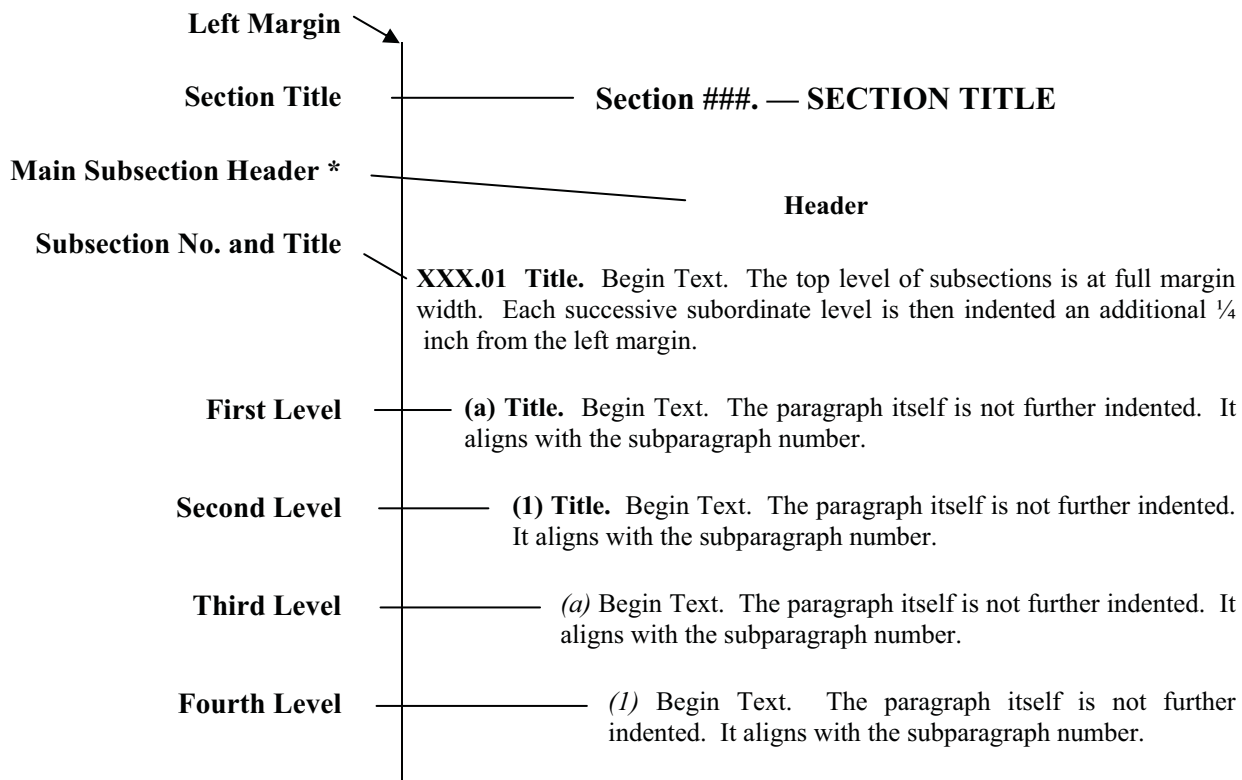 Left Margin
Section Title
Section ###. — SECTION TITLE
Main Subsection Header *
Header
Subsection No. and Title
XXX.01 Title. Begin Text. The top level of subsections is at full margin
width. Each successive subordinate level is then indented an additional ¼
inch from the left margin.
First Level
(a) Title. Begin Text. The paragraph itself is not further indented. It
aligns with the subparagraph number.
Second Level
(1) Title. Begin Text. The paragraph itself is not further indented.
It aligns with the subparagraph number.
Third Level
(a) Begin Text. The paragraph itself is not further indented. It
aligns with the subparagraph number.
Fourth Level
(1) Begin Text. The paragraph itself is not further
indented. It aligns with the subparagraph number.